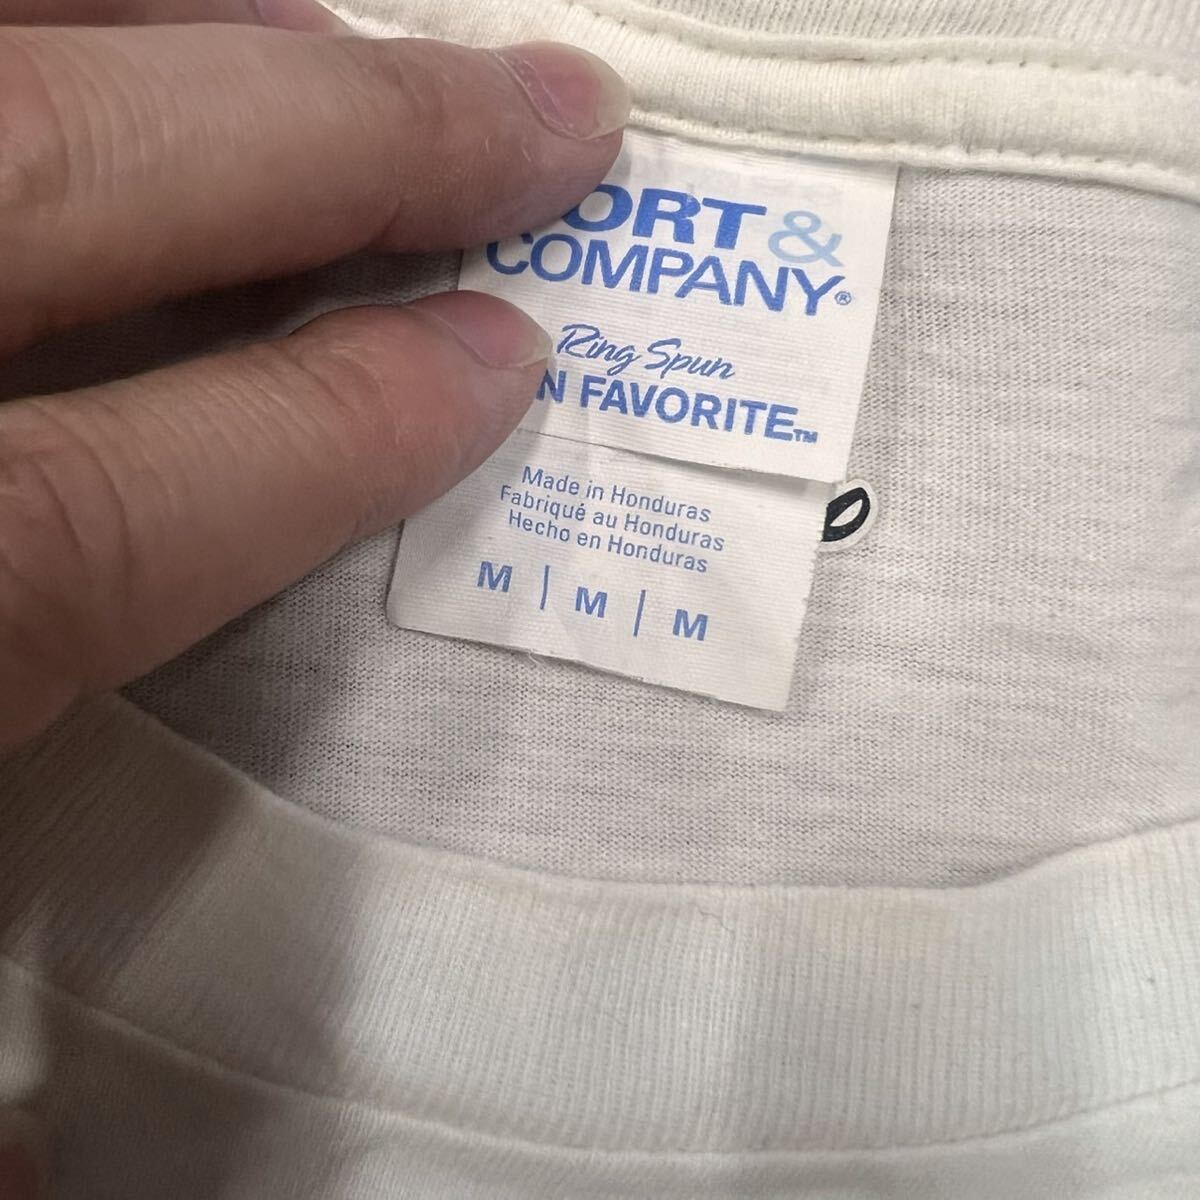 ORT &
COMPANY®
Ring Spun
N FAVORITE™
Made in Honduras
Fabriqué au Honduras
Hecho en Honduras
M | M | M